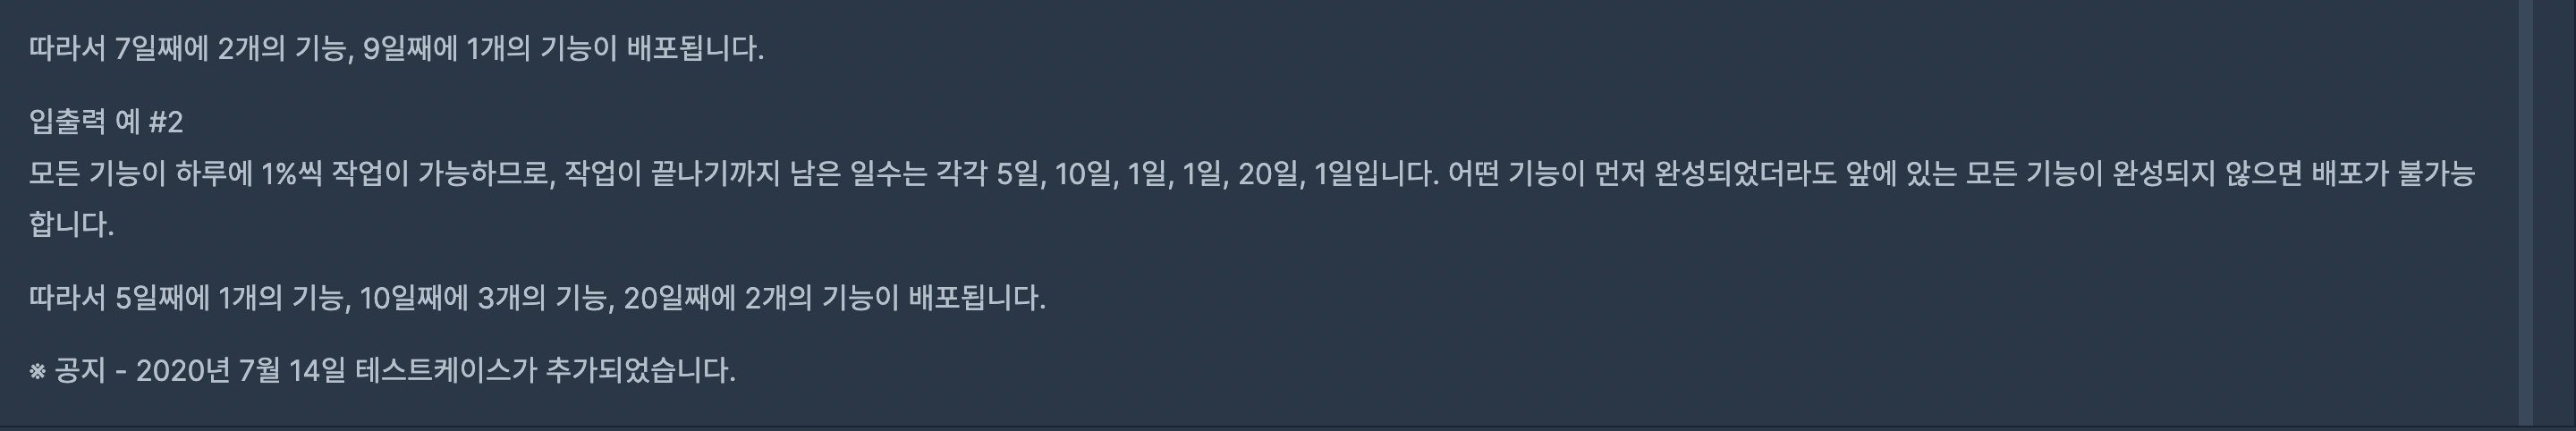 따라서 7일째에 2개의 기능, 9일째에 1개의 기능이 배포됩니다.
입출력 예 #2
모든 기능이 하루에 1%씩 작업이 가능하므로, 작업이 끝나기까지 남은 일수는 각각 5일, 10일, 1일, 1일, 20일, 1일입니다. 어떤 기능이 먼저 완성되었더라도 앞에 있는 모든 기능이 완성되지 않으면 배포가 불가능
합니다.
따라서 5일째에 1개의 기능, 10일째에 3개의 기능, 20일째에 2개의 기능이 배포됩니다.
※ 공지 - 2020년 7월 14일 테스트케이스가 추가되었습니다.